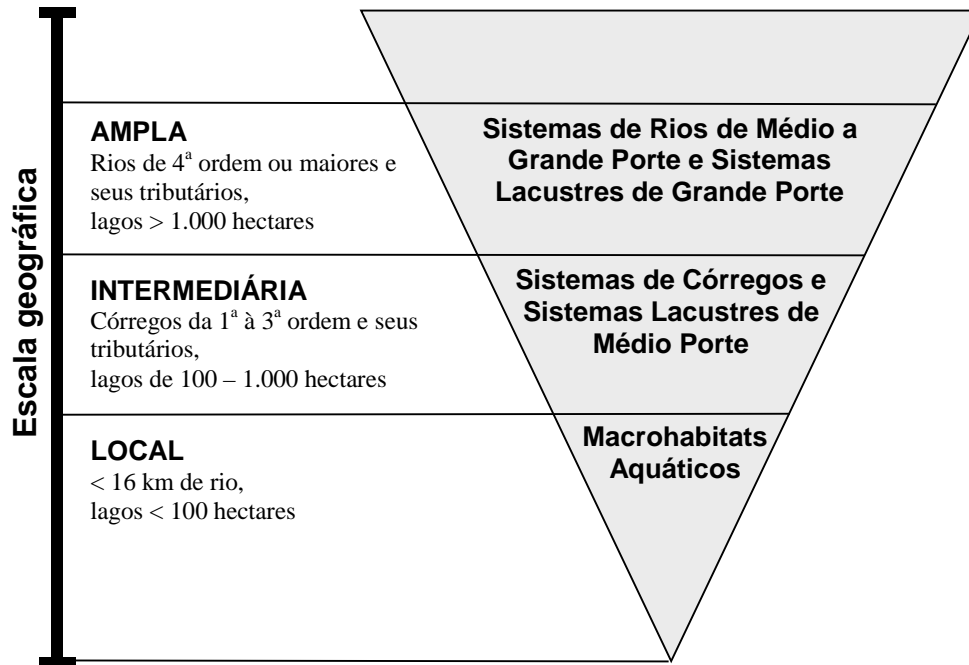 Escala geográfica
AMPLA
Rios de 4ª ordem ou maiores e
seus tributários,
lagos > 1.000 hectares
Sistemas de Rios de Médio a
Grande Porte e Sistemas
Lacustres de Grande Porte
INTERMEDIÁRIA
Córregos da 1ª à 3ª ordem e seus
tributários,
lagos de 100 – 1.000 hectares
Sistemas de Córregos e
Sistemas Lacustres de
Médio Porte
LOCAL
< 16 km de rio,
lagos < 100 hectares
Macrohabitats
Aquáticos